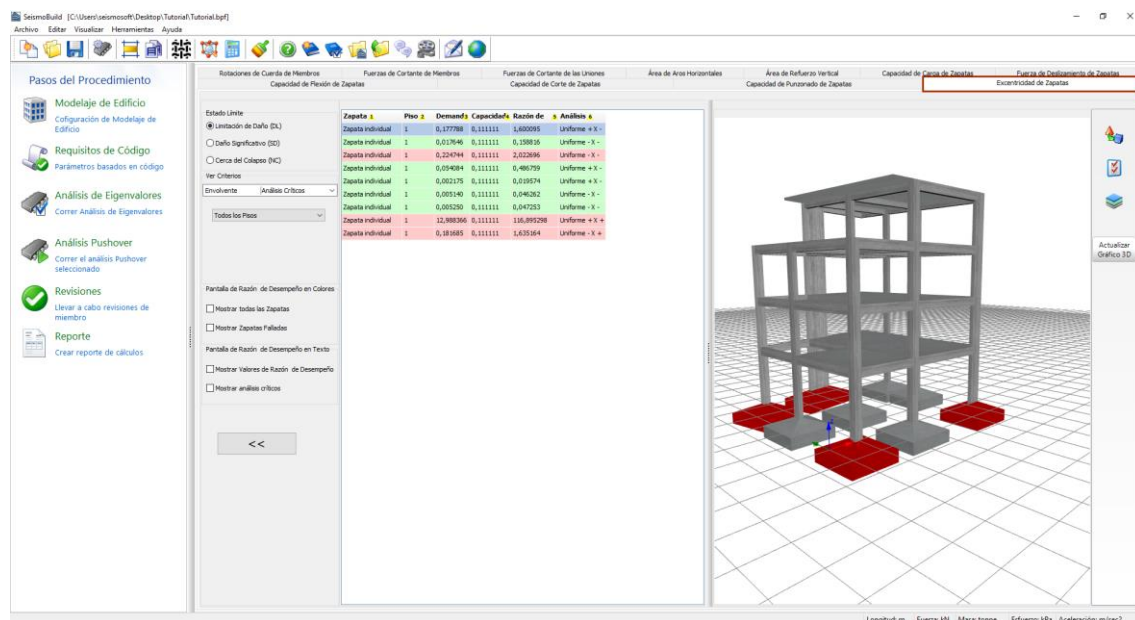 SeismoBuild [C:\Users\seismosoft\Desktop\Tutorial\Tutorial.bpf]
Archivo Editar Visualizar Herramientas Ayuda
Pasos del Procedimiento
Modelaje de Edificio
Cofiguración de Modelaje de
Edificio
Requisitos de Código
Parámetros basados en código
Análisis de Eigenvalores
Correr Análisis de Eigenvalores
Análisis Pushover
Correr el análisis Pushover
seleccionado
Revisiones
Llevar a cabo revisiones de
miembro
Reporte
Crear reporte de cálculos
Rotaciones de Cuerda de Miembros Fuerzas de Cortante de Miembros Fuerzas de Cortante de las Uniones Área de Aros Horizontales Área de Refuerzo Vertical Capacidad de Carga de Zapatas Fuerza de Deslizamiento de Zapatas
Capacidad de Flexión de Zapatas Capacidad de Corte de Zapatas Capacidad de Punzonado de Zapatas Excentricidad de Zapatas
Estado Límite
Limitación de Daño (DL)
Daño Significativo (SD)
Cerca del Colapso (NC)
Ver Criterios
Envolvente Análisis Críticos
Todos los Pisos
Pantalla de Razón de Desempeño en Colores
Mostrar todas las Zapatas
Mostrar Zapatas Falladas
Pantalla de Razón de Desempeño en Texto
Mostrar Valores de Razón de Desempeño
Mostrar análisis críticos
<<
Zapata 1 Piso 2 Demanda 3 Capacidad 4 Razón de 5 Análisis 6
Zapata individual 1 0,177788 0,111111 1,600095 Uniforme + X -
Zapata individual 1 0,017646 0,111111 0,158816 Uniforme - X -
Zapata individual 1 0,224744 0,111111 2,022696 Uniforme - X -
Zapata individual 1 0,054084 0,111111 0,486759 Uniforme + X -
Zapata individual 1 0,002175 0,111111 0,019574 Uniforme + X -
Zapata individual 1 0,005140 0,111111 0,046262 Uniforme - X -
Zapata individual 1 0,005250 0,111111 0,047253 Uniforme - X -
Zapata individual 1 12,988366 0,111111 116,895298 Uniforme + X +
Zapata individual 1 0,181685 0,111111 1,635164 Uniforme - X +
Actualizar
Gráfico 3D
Longitud: m Fuerza: kN Masa: tonne Esfuerzo: kPa Aceleración: m/sec2